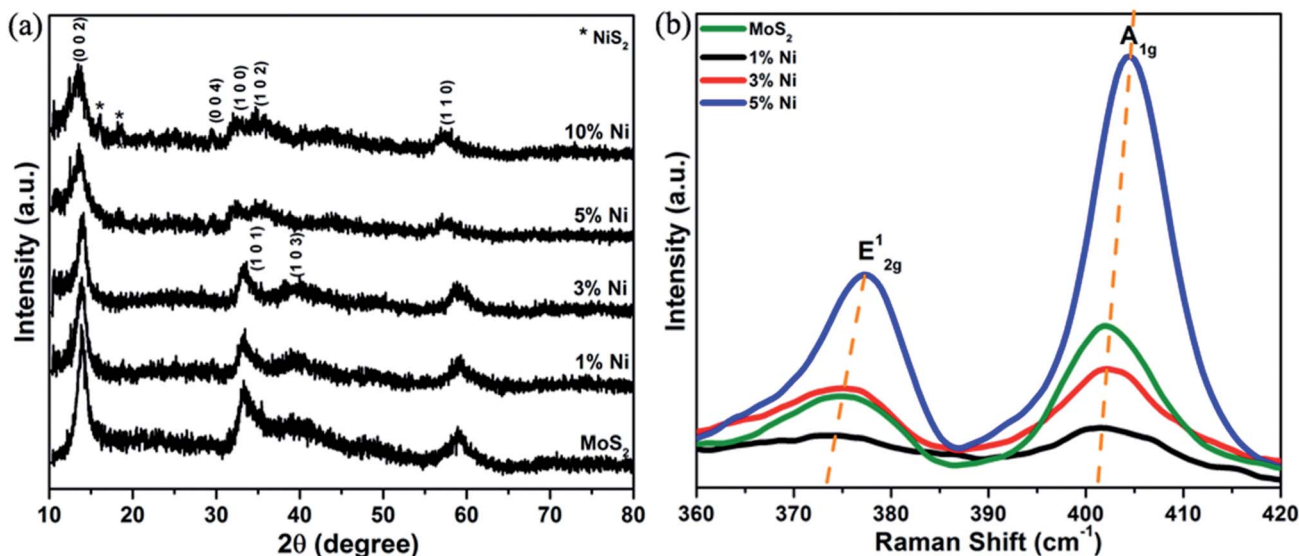 (a)
* NiS2
(0 0 2)
*
*
(0 0 4)
(1 0 0)
(1 0 2)
(1 1 0)
10% Ni
5% Ni
(1 0 1)
(1 0 3)
3% Ni
1% Ni
MoS2
Intensity (a.u.)
10 20 30 40 50 60 70 80
2θ (degree)
(b)
MoS2
1% Ni
3% Ni
5% Ni
A1g
E12g
Intensity (a.u.)
360 370 380 390 400 410 420
Raman Shift (cm-1)